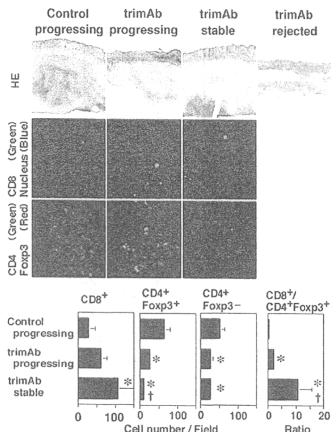 Control progressing
trimAb progressing
trimAb stable
trimAb rejected
HE
CD8 (Green)
Nucleus (Blue)
CD4 (Green)
Foxp3 (Red)
CD8+
CD4+ Foxp3+
CD4+ Foxp3−
CD8+/ CD4+Foxp3+
Control progressing
trimAb progressing
trimAb stable
* * * *
* † * * †
0 100 0 100 0 100 0 10 20
Cell number / Field
Ratio